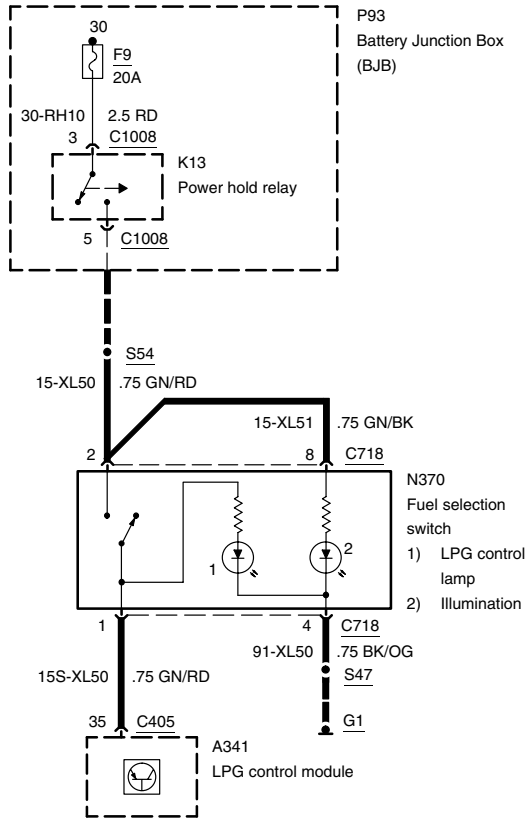 P93
Battery Junction Box
(BJB)
30
F9
20A
30-RH10 2.5 RD
3 C1008
K13
Power hold relay
5 C1008
S54
15-XL50 .75 GN/RD
15-XL51 .75 GN/BK
2 8 C718
N370
Fuel selection
switch
1) LPG control
lamp
2) Illumination
1 2
1 4 C718
91-XL50 .75 BK/OG
15S-XL50 .75 GN/RD
S47
G1
35 C405
A341
LPG control module